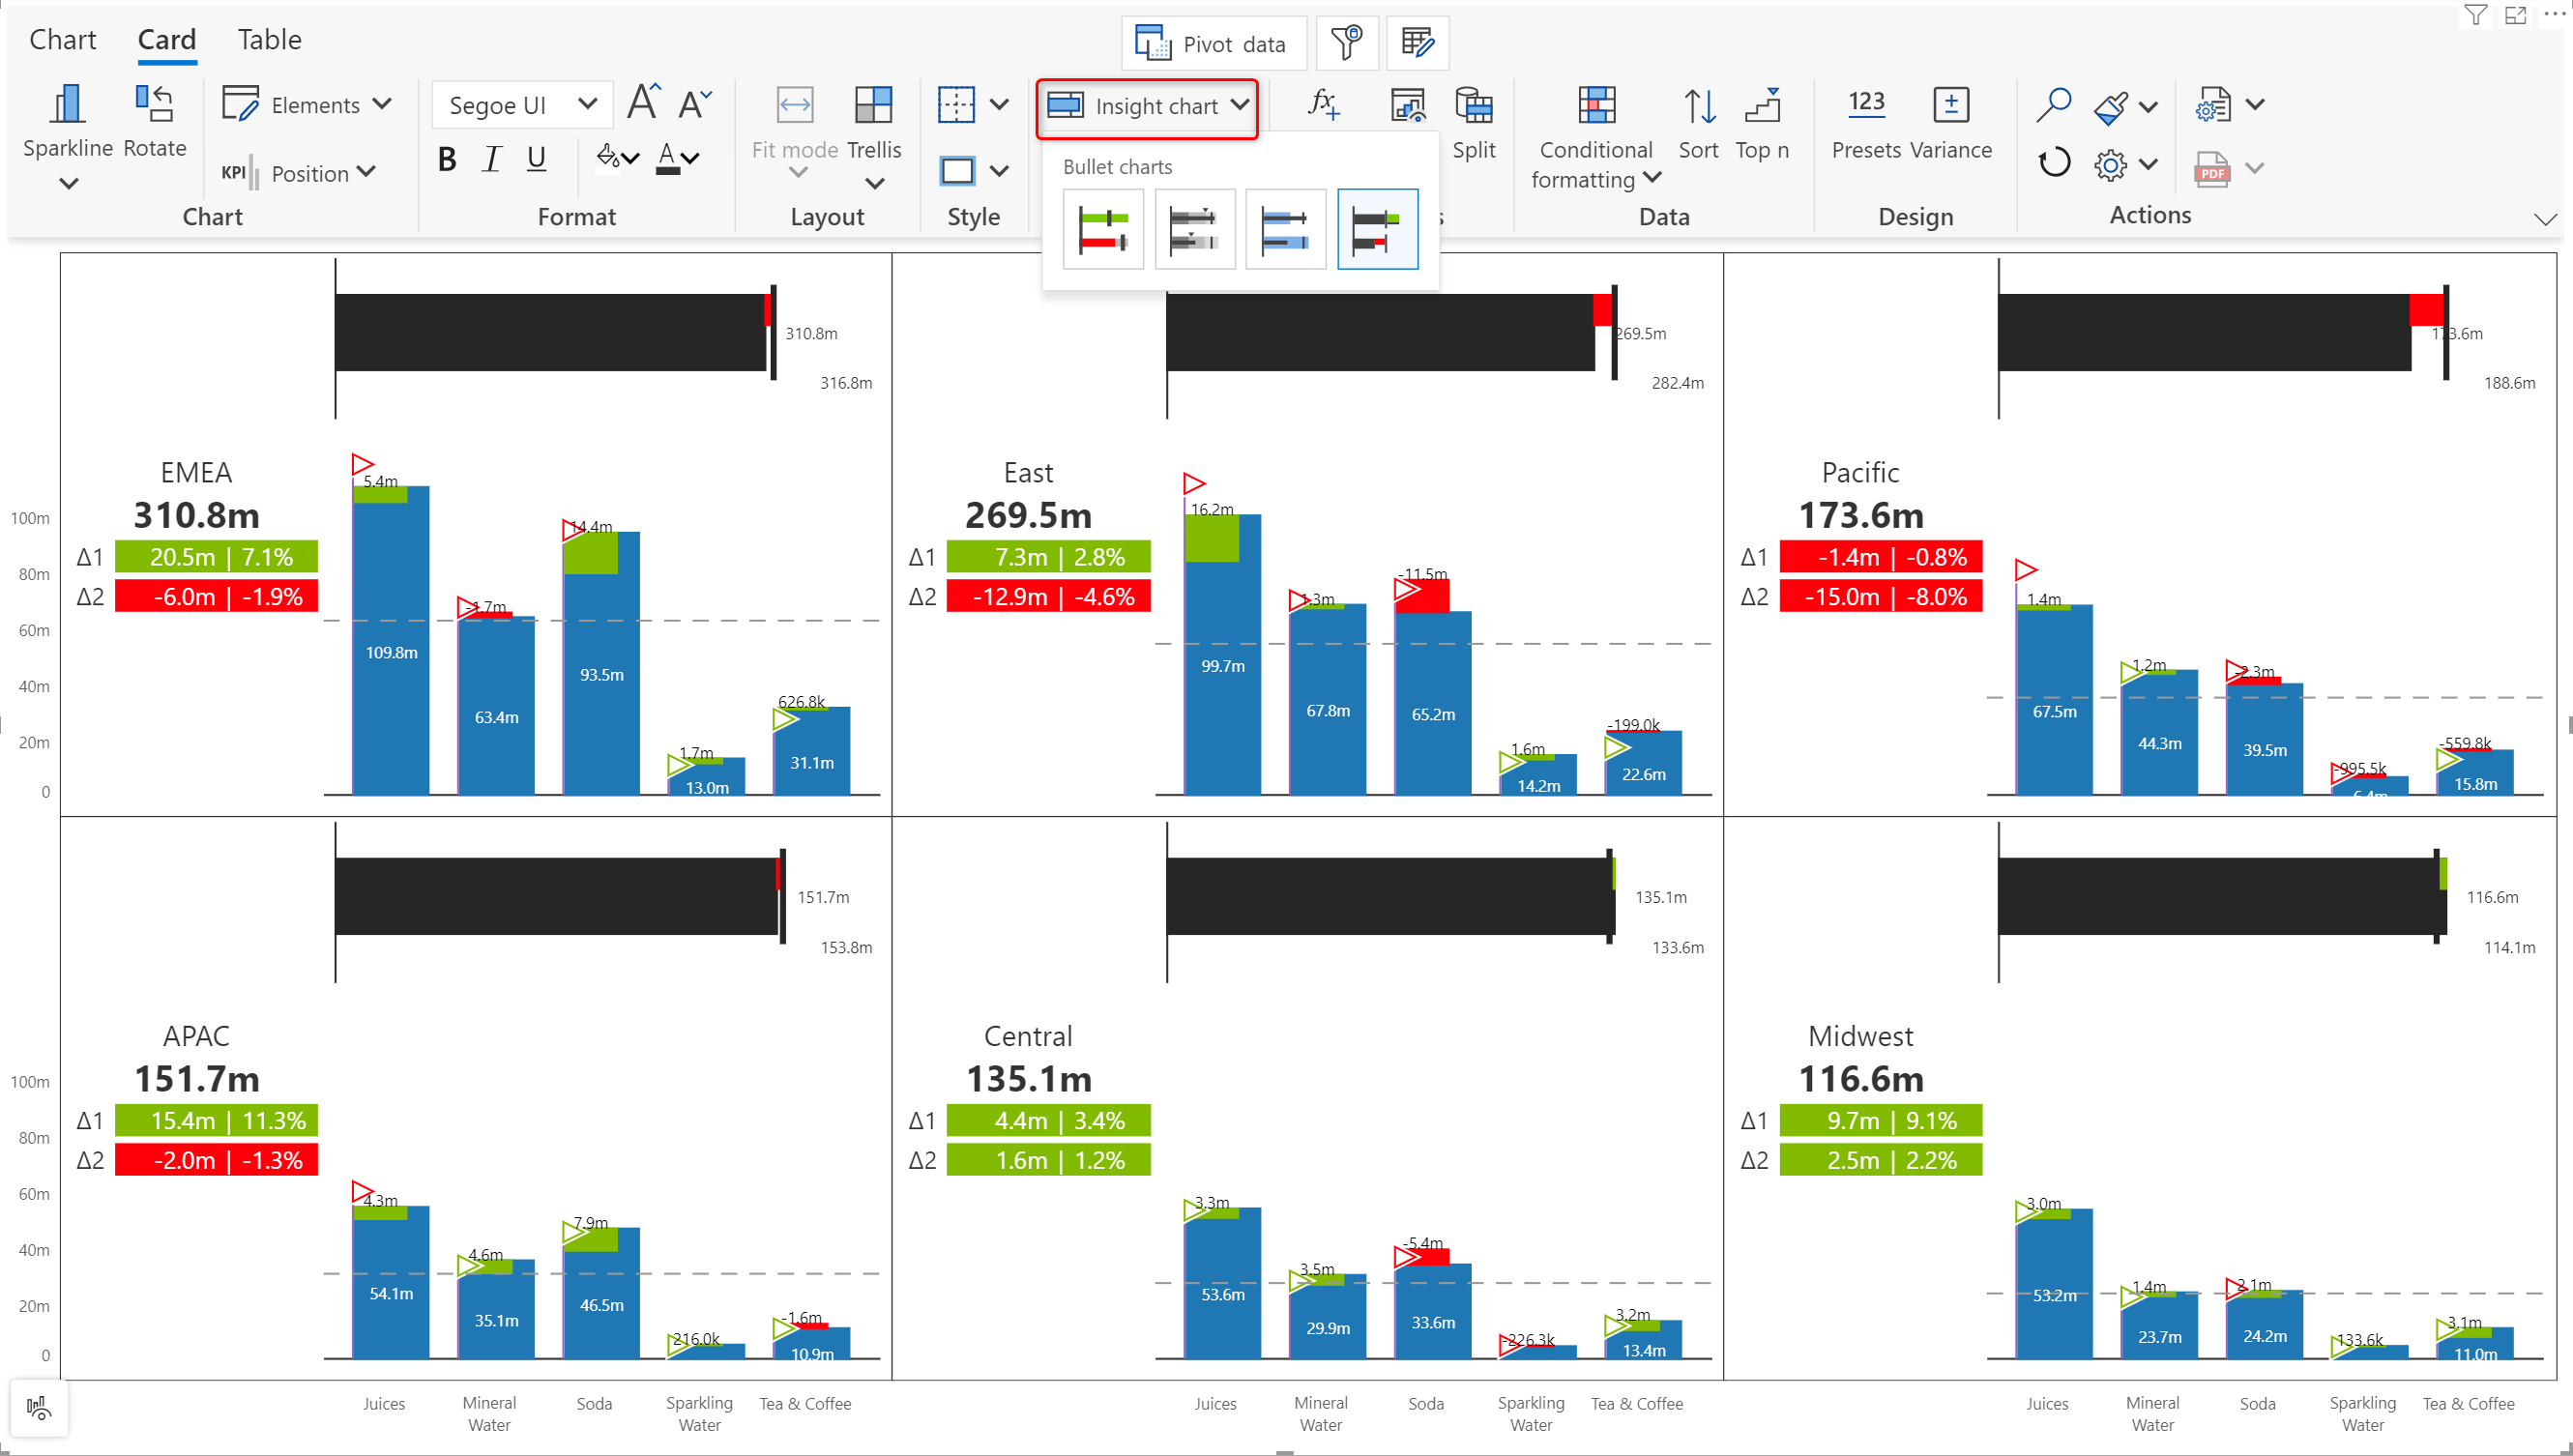 Chart Card Table
Pivot data
Sparkline Rotate
Elements
KPI Position
Chart
Segoe UI
A A
B I U A
Format
Fit mode Trellis
Layout
Style
Insight chart
Bullet charts
fx
Split
Conditional formatting
Sort
Top n
Data
123
Presets Variance
Design
PDF
Actions
310.8m
316.8m
EMEA
310.8m
Δ1 20.5m | 7.1%
Δ2 -6.0m | -1.9%
100m
80m
60m
40m
20m
0
5.4m
-1.7m
14.4m
1.7m
626.8k
109.8m
63.4m
93.5m
13.0m
31.1m
269.5m
282.4m
East
269.5m
Δ1 7.3m | 2.8%
Δ2 -12.9m | -4.6%
16.2m
1.3m
-11.5m
1.6m
-199.0k
99.7m
67.8m
65.2m
14.2m
22.6m
173.6m
188.6m
Pacific
173.6m
Δ1 -1.4m | -0.8%
Δ2 -15.0m | -8.0%
1.4m
1.2m
-2.3m
-995.5k
-559.8k
67.5m
44.3m
39.5m
6.4m
15.8m
151.7m
153.8m
APAC
151.7m
Δ1 15.4m | 11.3%
Δ2 -2.0m | -1.3%
100m
80m
60m
40m
20m
0
4.3m
4.6m
7.9m
216.0k
-1.6m
54.1m
35.1m
46.5m
10.9m
135.1m
133.6m
Central
135.1m
Δ1 4.4m | 3.4%
Δ2 1.6m | 1.2%
3.3m
3.5m
-5.4m
-226.3k
3.2m
53.6m
29.9m
33.6m
13.4m
116.6m
114.1m
Midwest
116.6m
Δ1 9.7m | 9.1%
Δ2 2.5m | 2.2%
3.0m
1.4m
2.1m
133.6k
3.1m
53.2m
23.7m
24.2m
11.0m
Juices Mineral Water Soda Sparkling Water Tea & Coffee
Juices Mineral Water Soda Sparkling Water Tea & Coffee
Juices Mineral Water Soda Sparkling Water Tea & Coffee